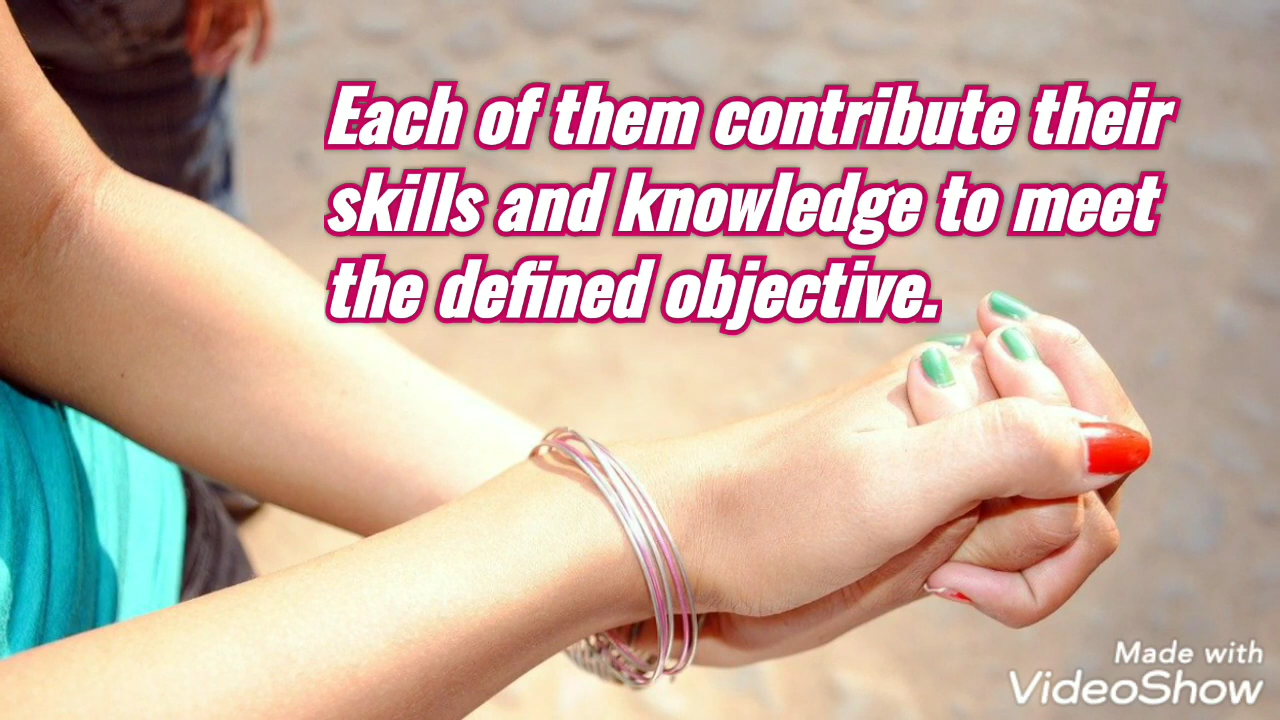 Each of them contribute their
skills and knowledge to meet
the defined objective.
Made with
VideoShow